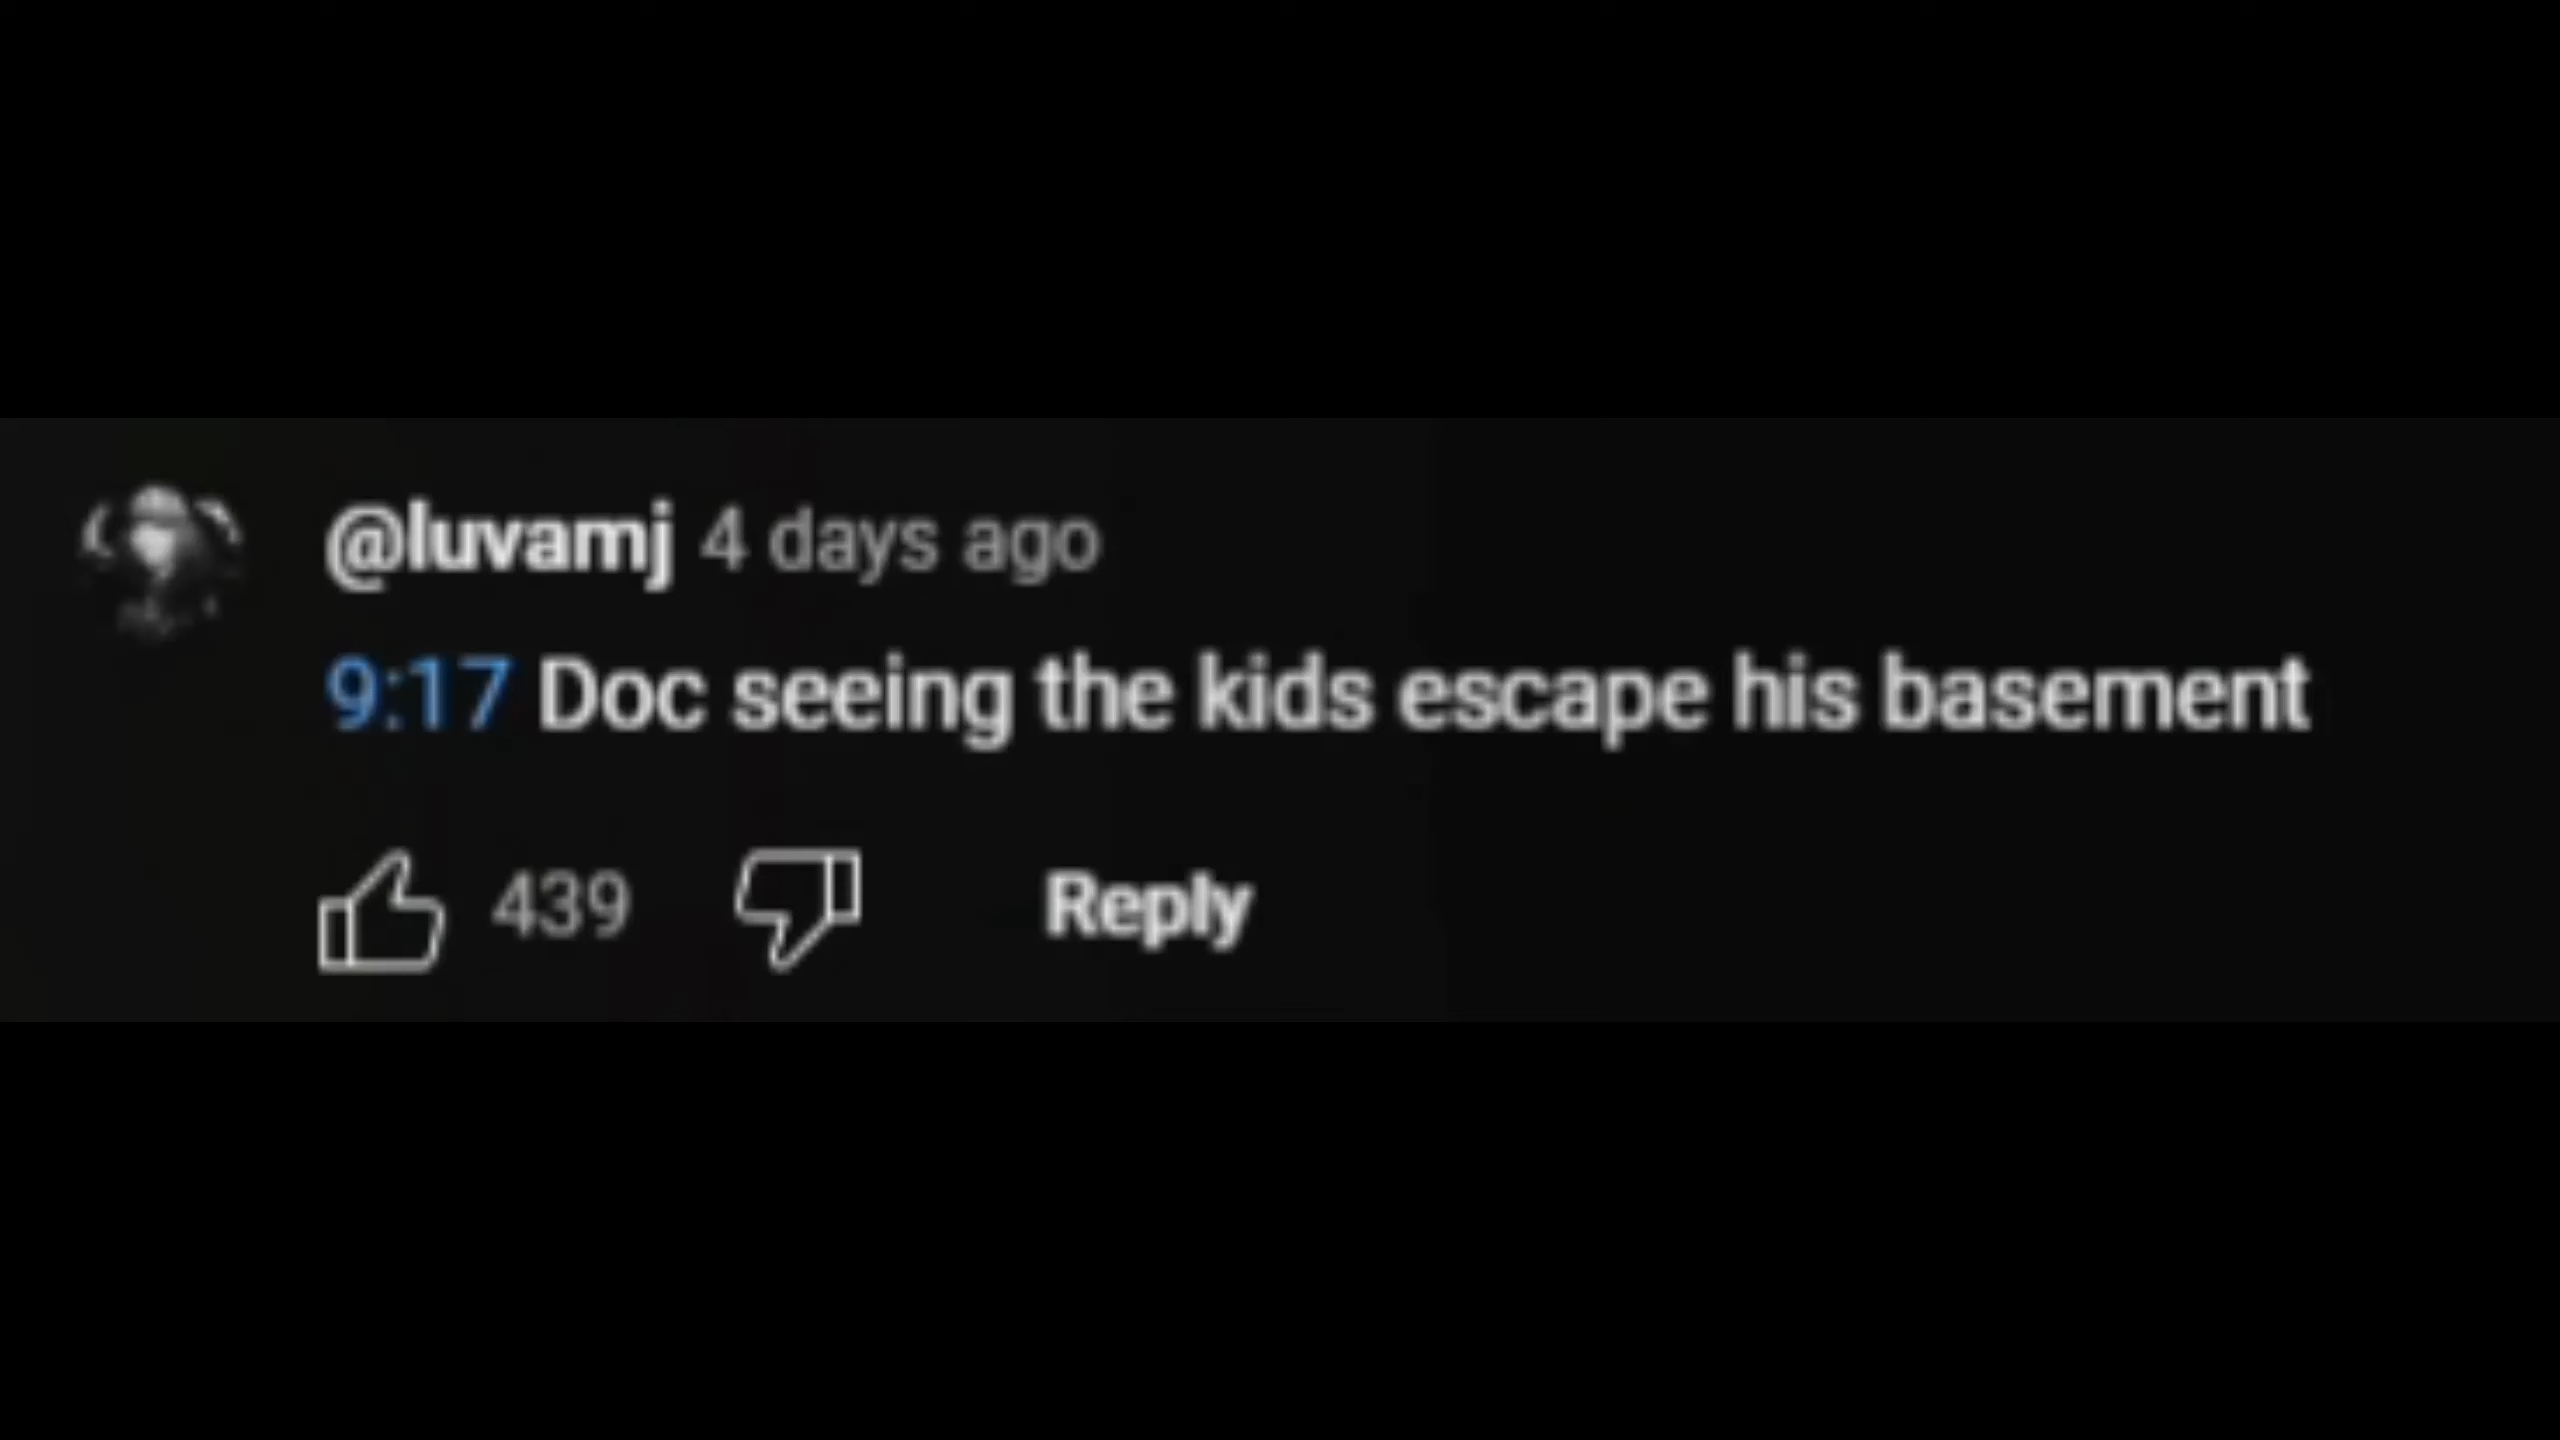 @luvamj 4 days ago
9:17 Doc seeing the kids escape his basement
439 Reply